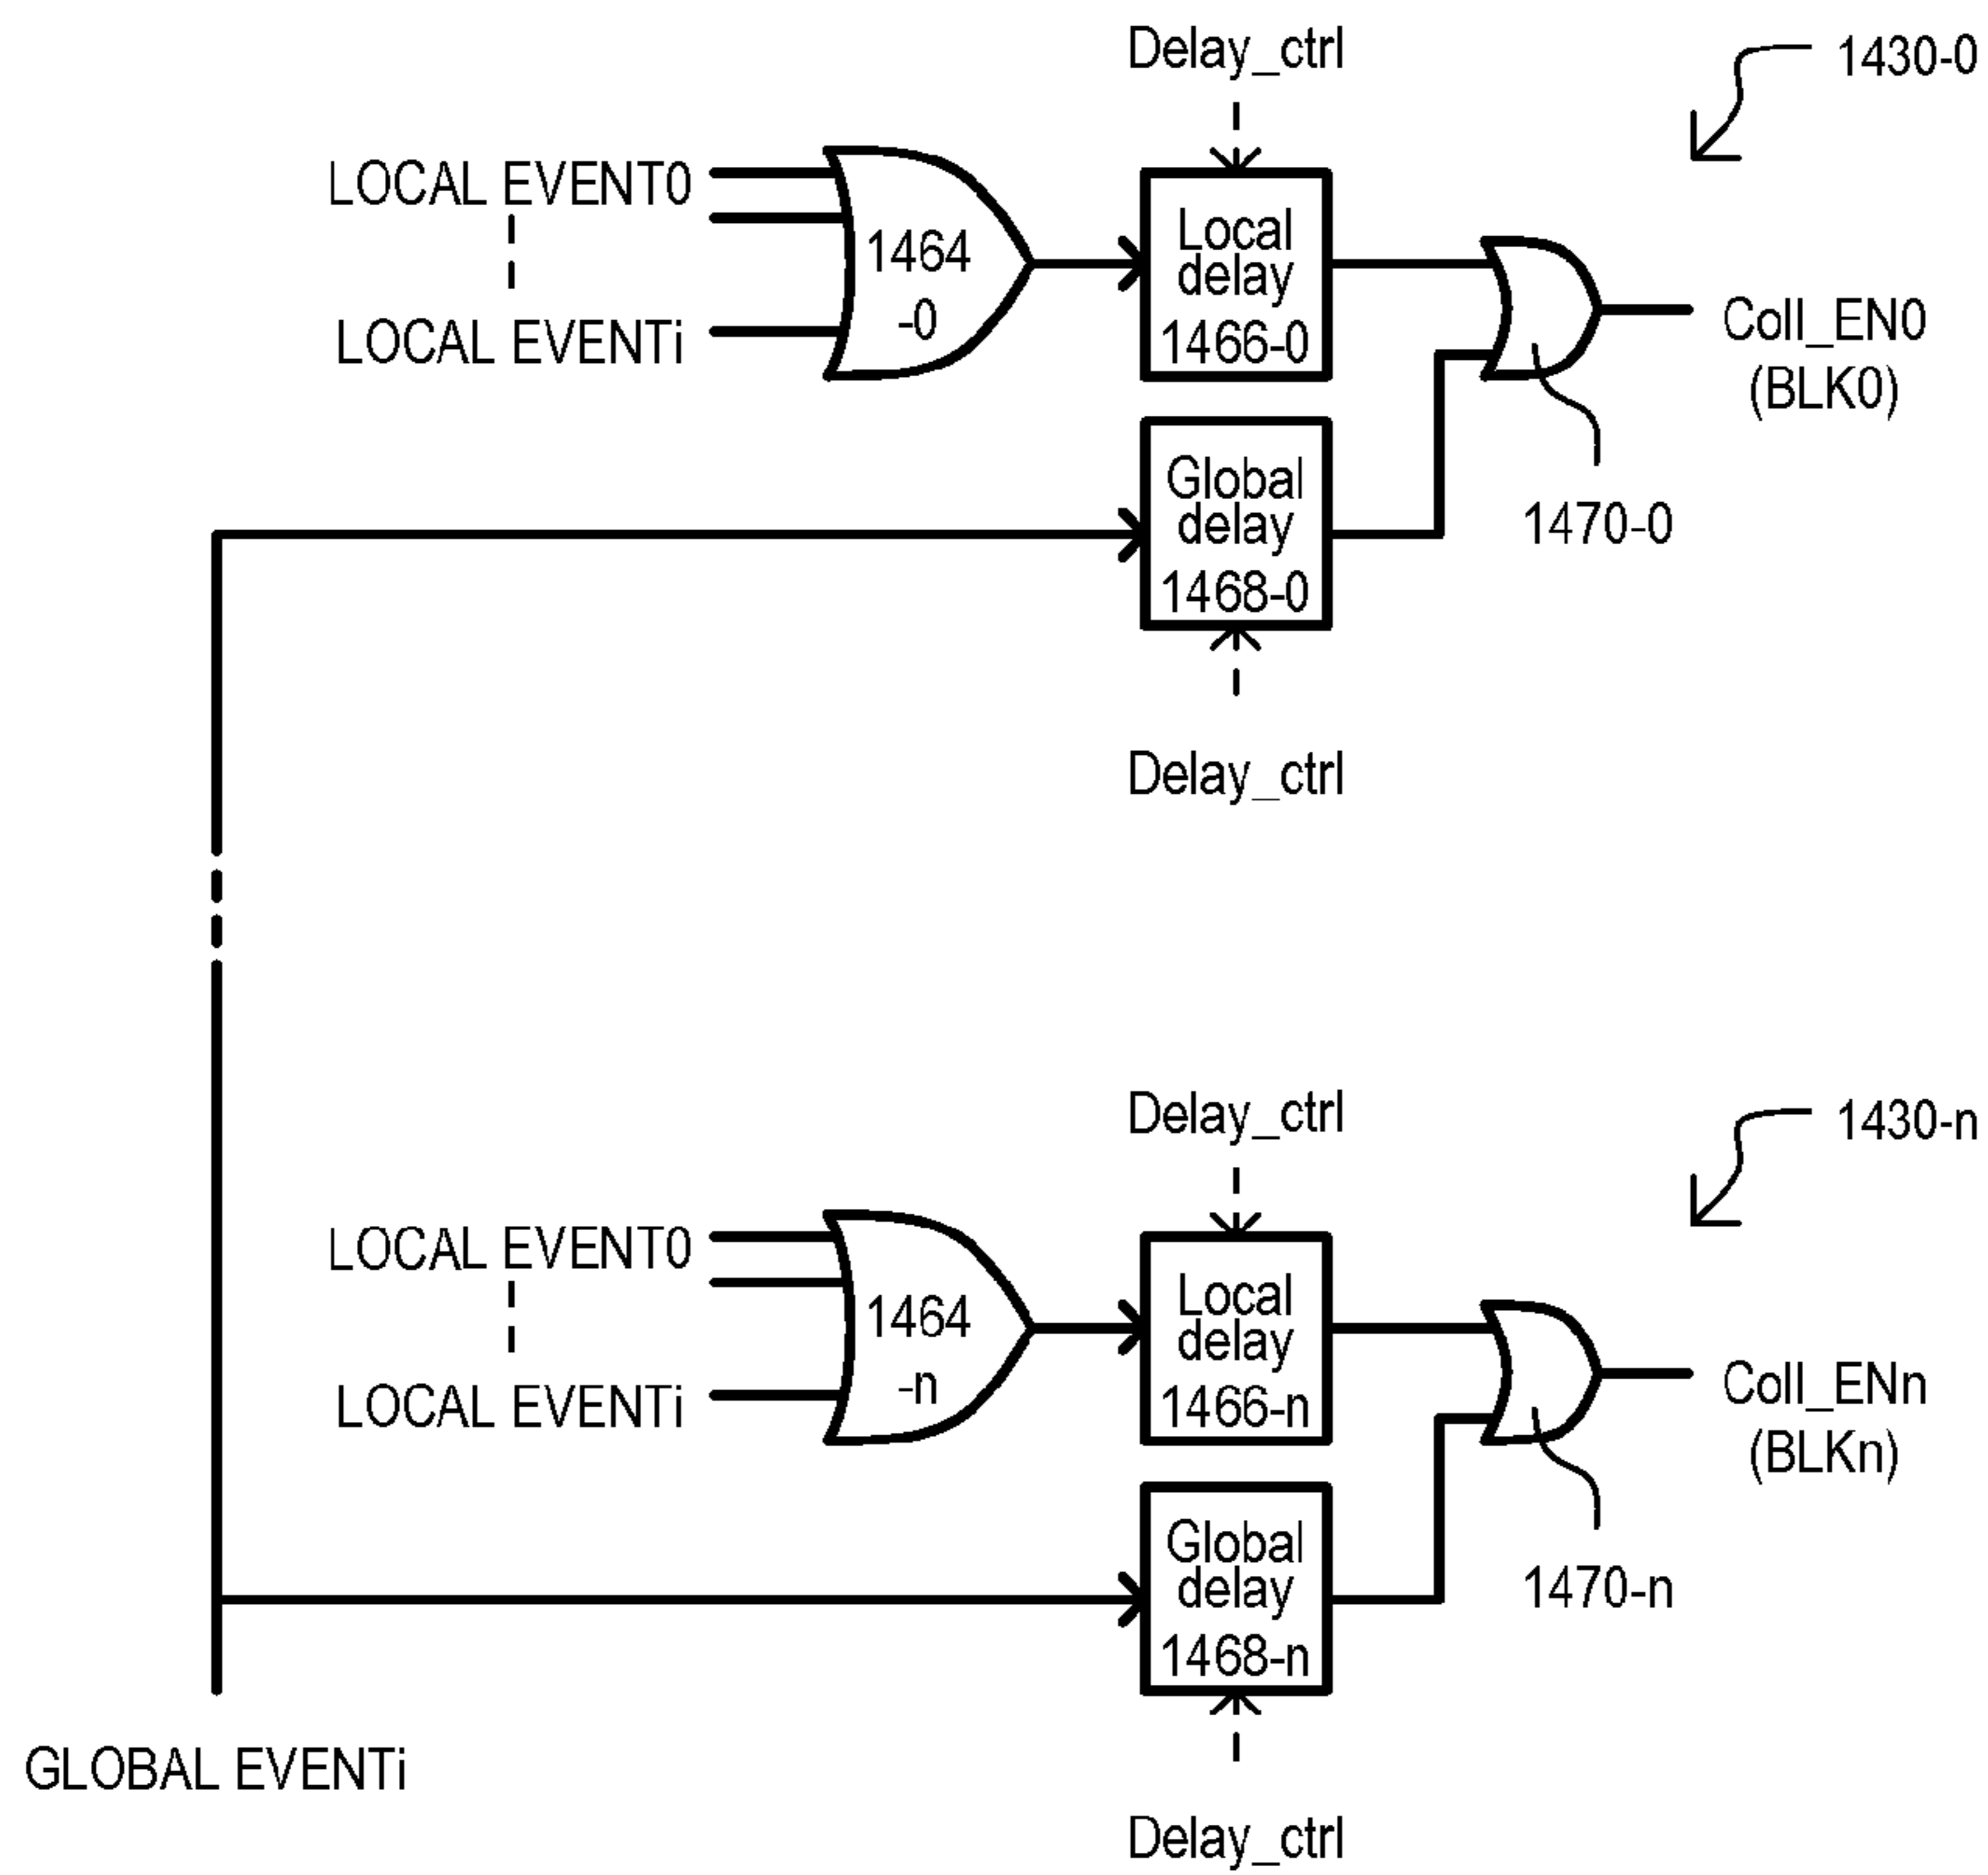 Delay_ctrl
1430-0
LOCAL EVENT0
LOCAL EVENTi
1464
-0
Local
delay
1466-0
Coll_EN0
(BLK0)
Global
delay
1468-0
1470-0
Delay_ctrl
Delay_ctrl
1430-n
LOCAL EVENT0
LOCAL EVENTi
1464
-n
Local
delay
1466-n
Coll_ENn
(BLKn)
Global
delay
1468-n
1470-n
GLOBAL EVENTi
Delay_ctrl